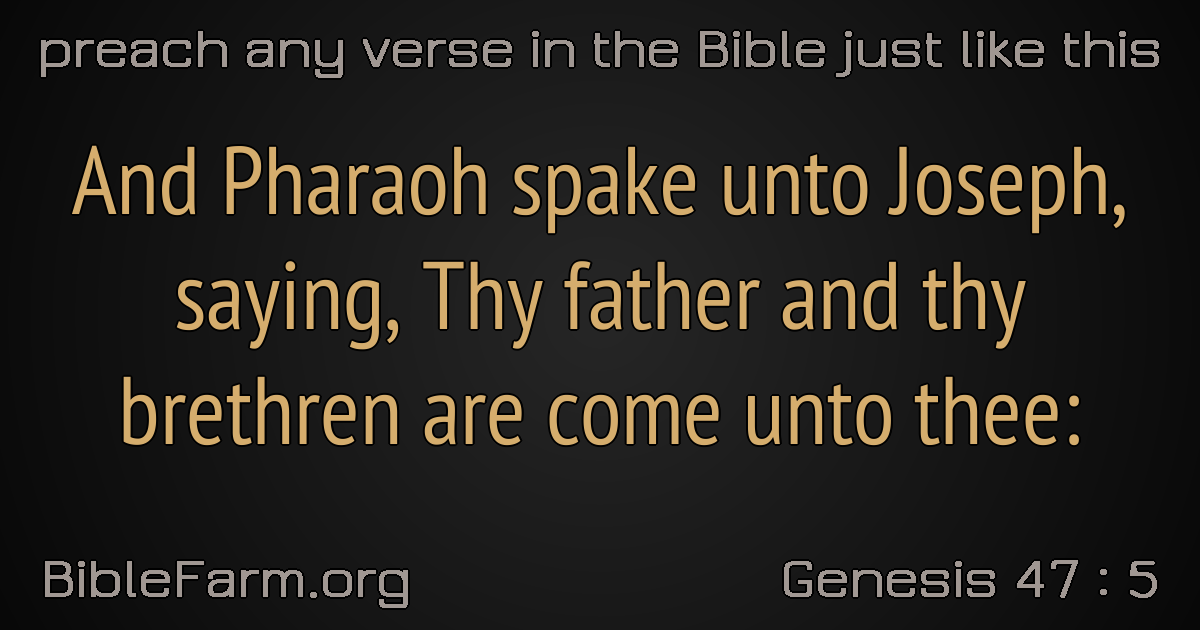 preach any verse in the Bible just like this
And Pharaoh spake unto Joseph,
saying, Thy father and thy
brethren are come unto thee:
BibleFarm.org
Genesis 47 : 5